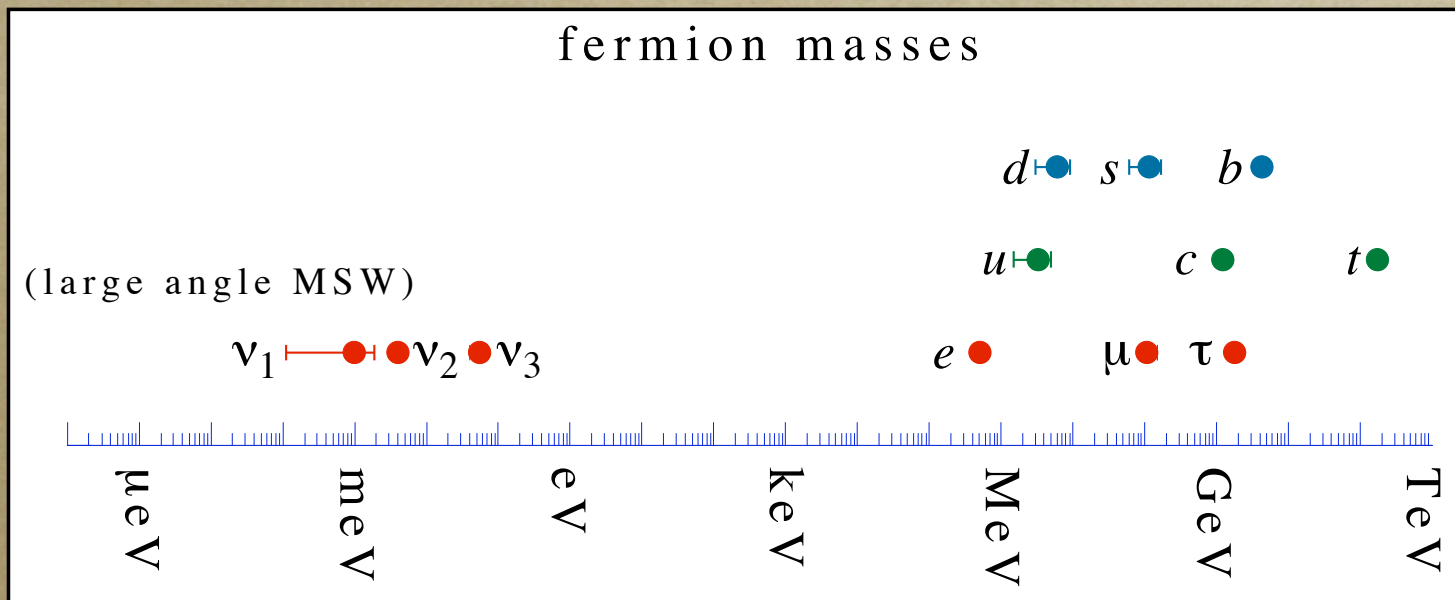 fermion masses
d s b
u c t
(large angle MSW)
ν1 ν2 ν3 e μ τ
μeV meV eV keV MeV GeV TeV